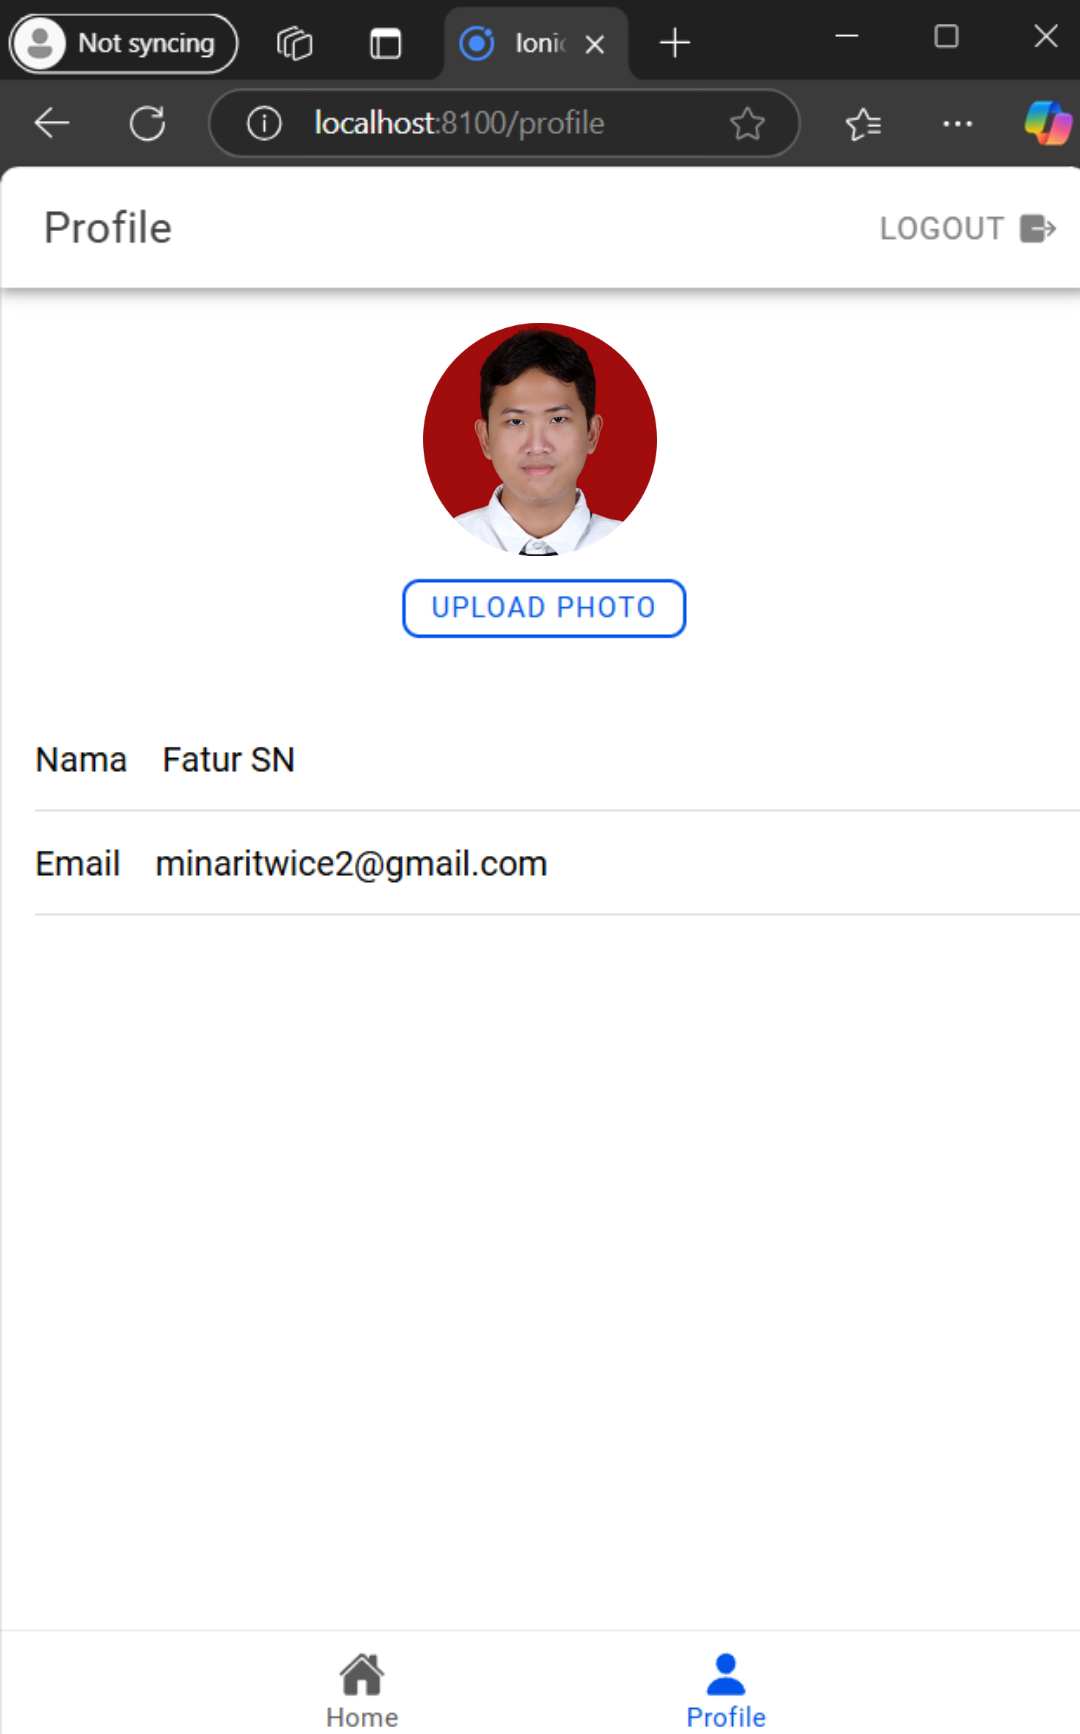 Not syncing
Ionic
localhost:8100/profile
Profile
LOGOUT
UPLOAD PHOTO
Nama Fatur SN
Email minaritwice2@gmail.com
Home
Profile